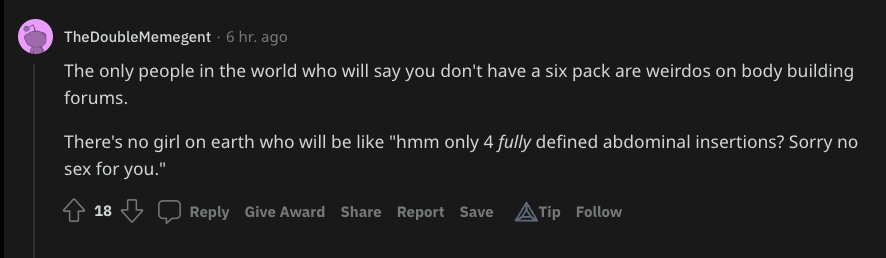 TheDoubleMemegent · 6 hr. ago
The only people in the world who will say you don't have a six pack are weirdos on body building
forums.
There's no girl on earth who will be like "hmm only 4 fully defined abdominal insertions? Sorry no
sex for you."
18 Reply Give Award Share Report Save Tip Follow